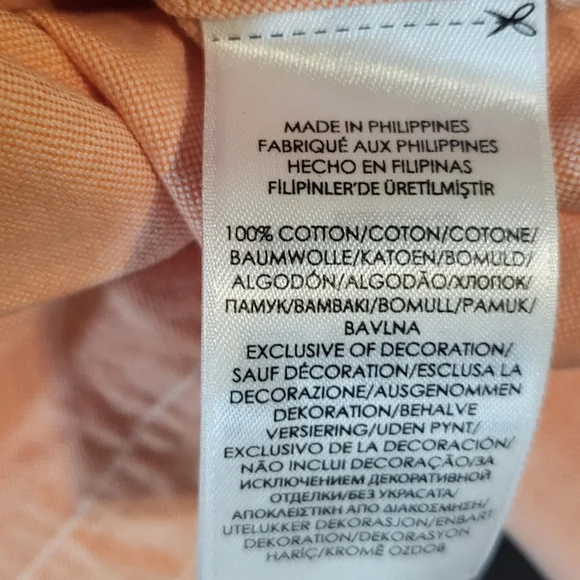 MADE IN PHILIPPINES
FABRIQUÉ AUX PHILIPPINES
HECHO EN FILIPINAS
FİLİPİNLER'DE ÜRETİLMİŞTİR
100% COTTON/COTON/COTONE/
BAUMWOLLE/KATOEN/BOMULD/
ALGODÓN/ALGODÃO/ХЛОПОК/
ПАМУК/ΒΑΜΒΑΚΙ/BOMULL/PAMUK/
BAVLNA
EXCLUSIVE OF DECORATION/
SAUF DÉCORATION/ESCLUSA LA
DECORAZIONE/AUSGENOMMEN
DEKORATION/BEHALVE
VERSIERING/UDEN PYNT/
EXCLUSIVO DE LA DECORACIÓN/
NÃO INCLUI DECORAÇÃO/ЗА
ИСКЛЮЧЕНИЕМ ДЕКОРАТИВНОЙ
ОТДЕЛКИ/БЕЗ УКРАСАТА/
ΑΠΟΚΛΕΙΣΤΙΚΗ ΑΠΟ ΔΙΑΚΟΣΜΗΣΗ/
UTELUKKER DEKORASJON/ENBART
DEKORATION/DEKORASYON
HARİÇ/KROMĚ OZDOB